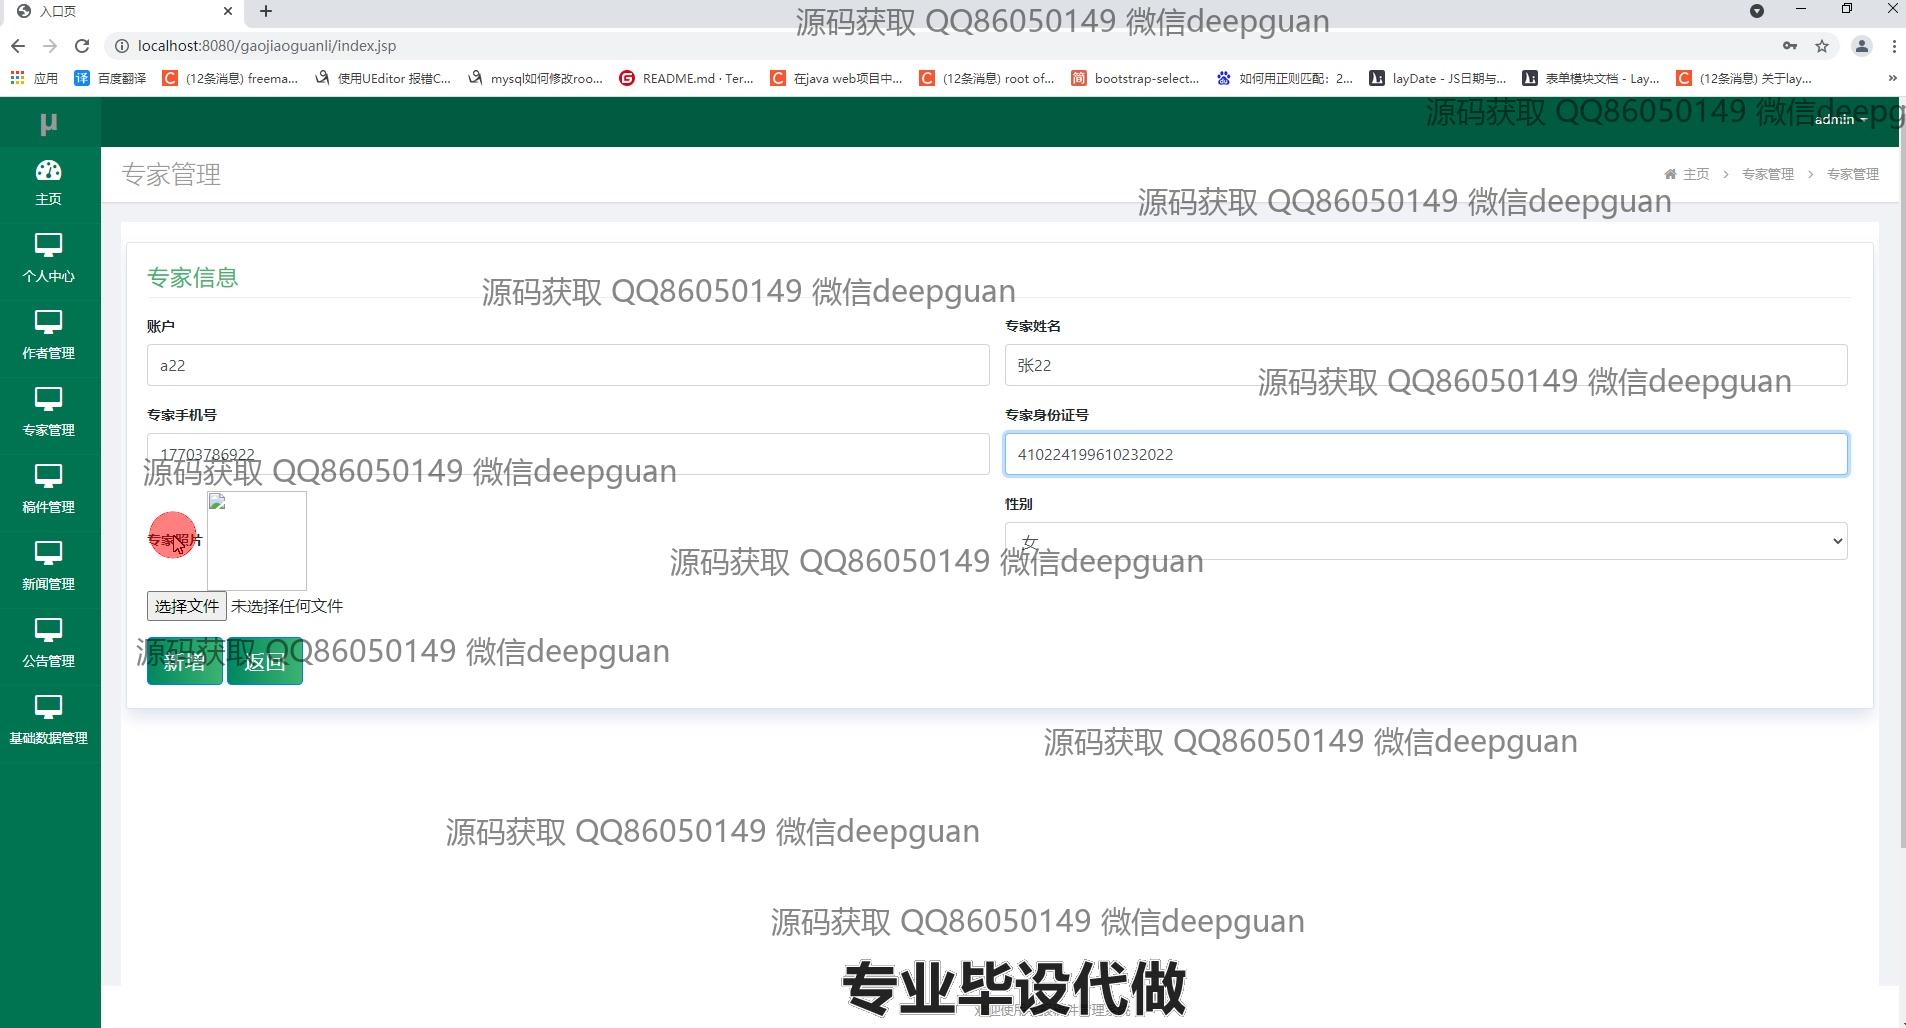 入口页
源码获取 QQ86050149 微信deepguan
localhost:8080/gaojiaoguanli/index.jsp
应用 百度翻译 (12条消息) freema... 使用UEditor 报错C... mysql如何修改roo... README.md · Ter... 在java web项目中... (12条消息) root of... bootstrap-select... 如何用正则匹配：2... layDate - JS日期与... 表单模块文档 - Lay... (12条消息) 关于lay...
μ
源码获取 QQ86050149 微信deepg
admin
专家管理
主页 > 专家管理 > 专家管理
源码获取 QQ86050149 微信deepguan
主页
个人中心
作者管理
专家管理
稿件管理
新闻管理
公告管理
基础数据管理
专家信息
源码获取 QQ86050149 微信deepguan
账户
专家姓名
a22
张22
源码获取 QQ86050149 微信deepguan
专家手机号
专家身份证号
17703786922
410224199610232022
源码获取 QQ86050149 微信deepguan
专家照片
性别
女
源码获取 QQ86050149 微信deepguan
选择文件 未选择任何文件
源码获取 QQ86050149 微信deepguan
新增 返回
源码获取 QQ86050149 微信deepguan
源码获取 QQ86050149 微信deepguan
源码获取 QQ86050149 微信deepguan
专业毕设代做